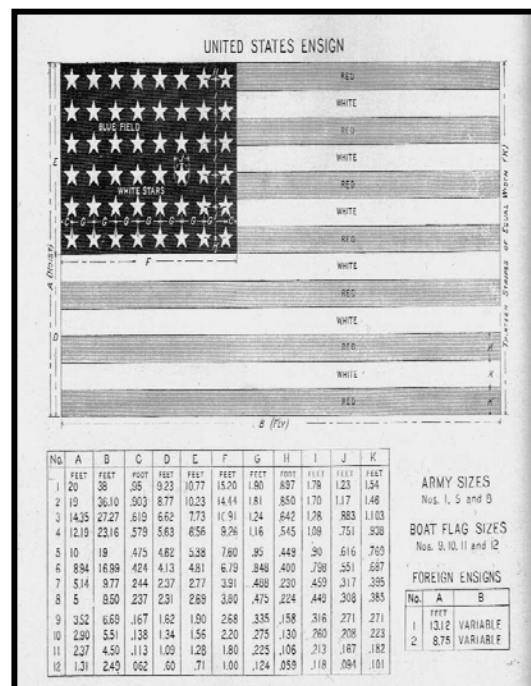 UNITED STATES ENSIGN
RED
WHITE
RED
BLUE FIELD
WHITE
RED
WHITE
RED
WHITE STARS
WHITE
RED
C G G G G G G G C
WHITE
RED
WHITE
RED
WHITE
RED
WHITE
RED
E
F
D
A (HOIST)
B (FLY)
K
K
K
THIRTEEN STRIPES OF EQUAL WIDTH (K)
No. A B C D E F G H I J K
FEET FEET FOOT FEET FEET FEET FEET FOOT FEET FEET FEET
1 20 38 .95 9.23 10.77 15.20 1.90 .897 1.79 1.23 1.54
2 19 36.10 .903 8.77 10.23 14.44 1.81 .850 1.70 1.17 1.46
3 14.35 27.27 .619 6.62 7.73 10.91 1.24 .642 1.28 .883 1.103
4 12.19 23.16 .579 5.63 6.56 9.26 1.16 .545 1.09 .751 .938
5 10 19 .475 4.62 5.38 7.60 .95 .449 .90 .616 .769
6 8.94 16.99 .424 4.13 4.81 6.79 .848 .400 .798 .551 .687
7 5.14 9.77 .244 2.37 2.77 3.91 .488 .230 .459 .317 .395
8 5 9.50 .237 2.31 2.69 3.80 .475 .224 .449 .308 .385
9 3.52 6.69 .167 1.62 1.90 2.68 .335 .158 .316 .271 .271
10 2.90 5.51 .138 1.34 1.56 2.20 .275 .130 .260 .208 .223
11 2.37 4.50 .113 1.09 1.28 1.80 .225 .106 .213 .167 .182
12 1.31 2.49 .062 .60 .71 1.00 .124 .059 .118 .094 .101
ARMY SIZES
Nos. 1, 5 and 8
BOAT FLAG SIZES
Nos. 9, 10, 11 and 12
FOREIGN ENSIGNS
No. A B
FEET
1 13.12 VARIABLE
2 8.75 VARIABLE